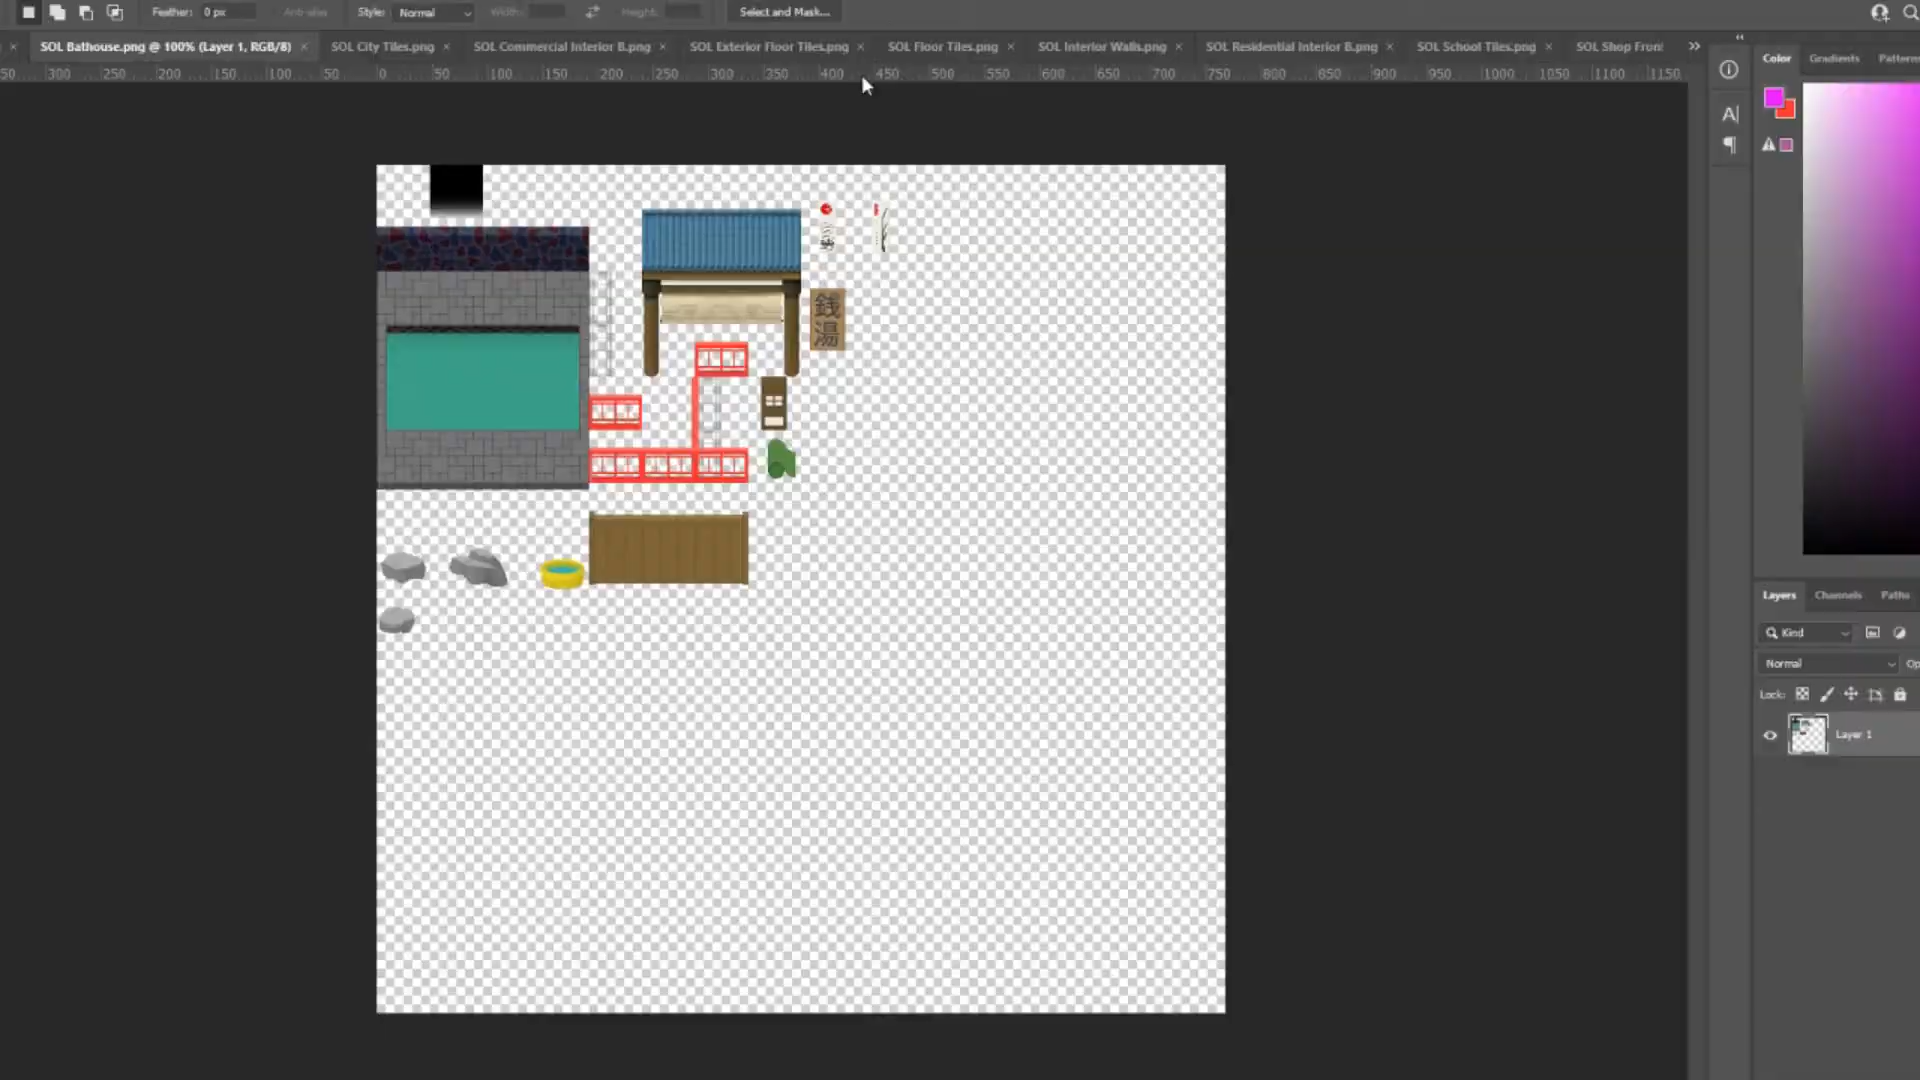 Feather: 0 px Anti-alias Style: Normal Width: Height: Select and Mask...
SOL Bathouse.png @ 100% (Layer 1, RGB/8) × SOL City Tiles.png × SOL Commercial Interior B.png × SOL Exterior Floor Tiles.png × SOL Floor Tiles.png × SOL Interior Walls.png × SOL Residential Interior B.png × SOL School Tiles.png × SOL Shop Front
50 300 250 200 150 100 50 0 50 100 150 200 250 300 350 400 450 500 550 600 650 700 750 800 850 900 950 1000 1050 1100 1150
Color Gradients Patterns
銭
湯
Layers Channels Paths
Kind
Normal Op
Lock:
Layer 1